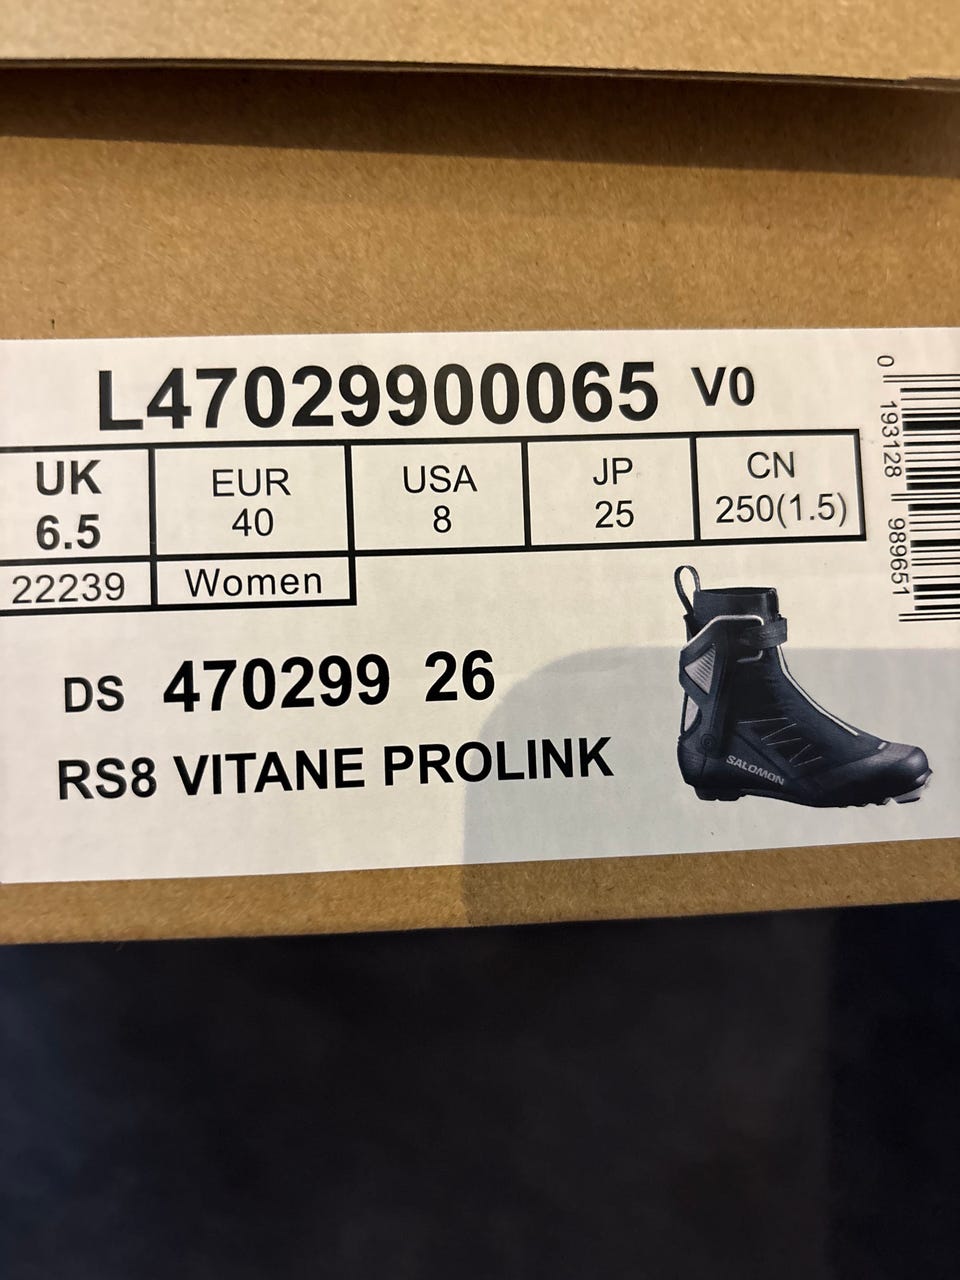 L47029900065 V0
UK EUR USA JP CN
6.5 40 8 25 250(1.5)
22239 Women
DS 470299 26
RS8 VITANE PROLINK
SALOMON
0 193128 989651